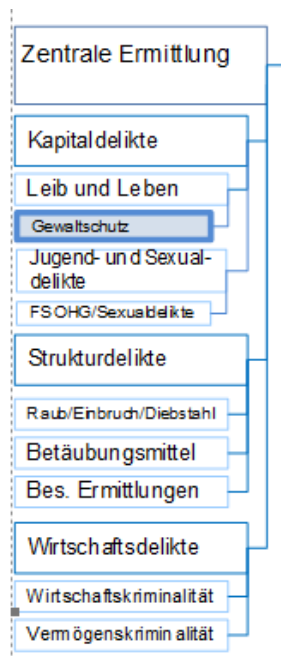 Zentrale Ermittlung
Kapitaldelikte
Leib und Leben
Gewaltschutz
Jugend- und Sexual-
delikte
FSOHG/Sexualdelikte
Strukturdelikte
Raub/Einbruch/Diebstahl
Betäubungsmittel
Bes. Ermittlungen
Wirtschaftsdelikte
Wirtschaftskriminalität
Vermögenskriminalität